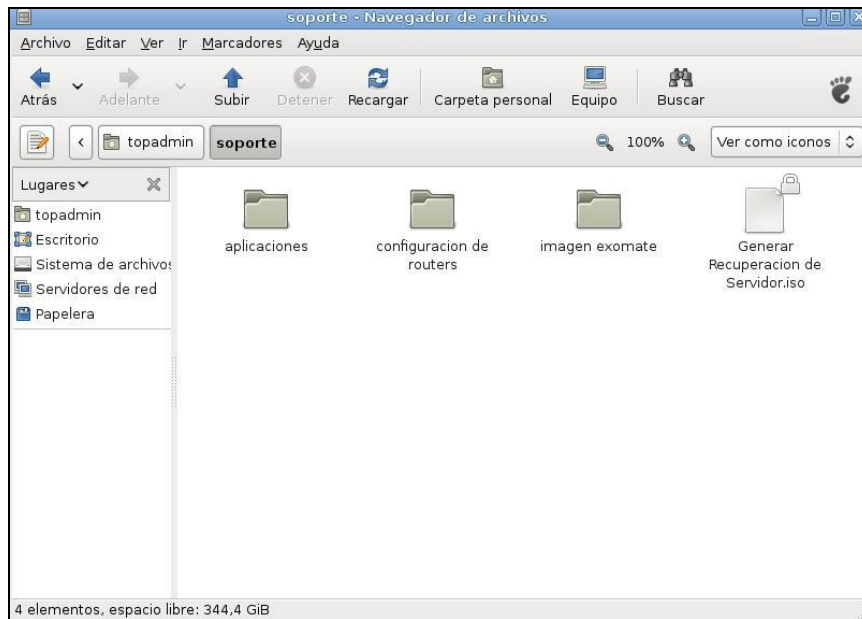 soporte - Navegador de archivos
Archivo Editar Ver Ir Marcadores Ayuda
Atrás Adelante Subir Detener Recargar Carpeta personal Equipo Buscar
topadmin soporte 100% Ver como iconos
Lugares
topadmin
Escritorio
Sistema de archivos
Servidores de red
Papelera
aplicaciones
configuracion de
routers
imagen exomate
Generar
Recuperacion de
Servidor.iso
4 elementos, espacio libre: 344,4 GiB